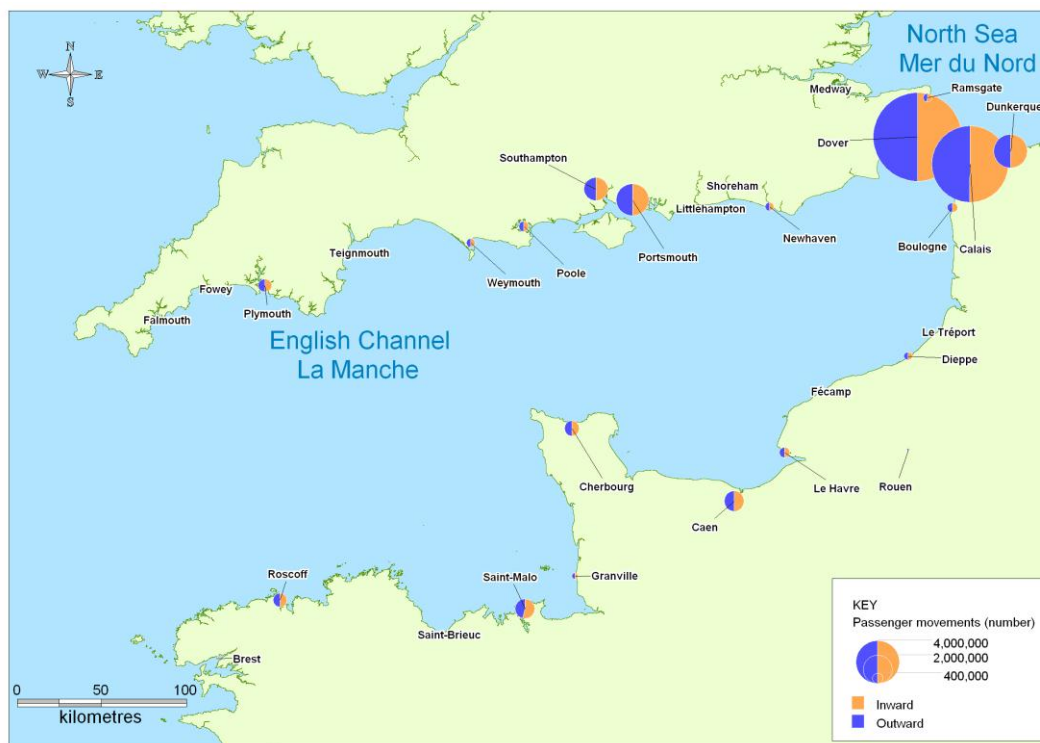 North Sea
Mer du Nord
N
W E
S
Medway
Ramsgate
Dunkerque
Dover
Southampton
Shoreham
Littlehampton
Newhaven
Boulogne
Calais
Portsmouth
Poole
Weymouth
Teignmouth
Fowey
Plymouth
Falmouth
English Channel
La Manche
Le Tréport
Dieppe
Fécamp
Cherbourg
Le Havre
Rouen
Caen
Roscoff
Saint-Malo
Granville
Saint-Brieuc
Brest
0 50 100
kilometres
KEY
Passenger movements (number)
4,000,000
2,000,000
400,000
Inward
Outward